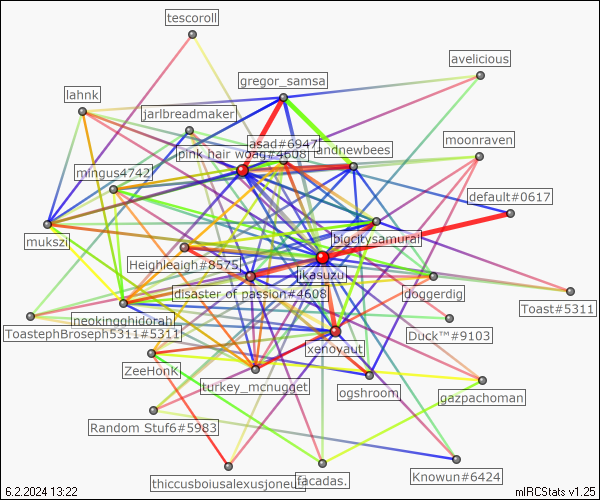 tescoroll
avelicious
gregor_samsa
lahnk
jarlbreadmaker
asad#6947
andnewbees
moonraven
pink hair woag#4608
mingus4742
default#0617
mukszi
bigcitysamurai
Heighleaigh#8575
ikasuzu
disaster of passion#4608
doggerdig
Toast#5311
neokingghidorah
ToastephBroseph5311#5311
Duck™#9103
xenoyaut
ZeeHonK
turkey_mcnugget
ogshroom
gazpachoman
Random Stuf6#5983
thiccusboiusalexusjoneu
facadas.
Knowun#6424
6.2.2024 13:22
mIRCStats v1.25